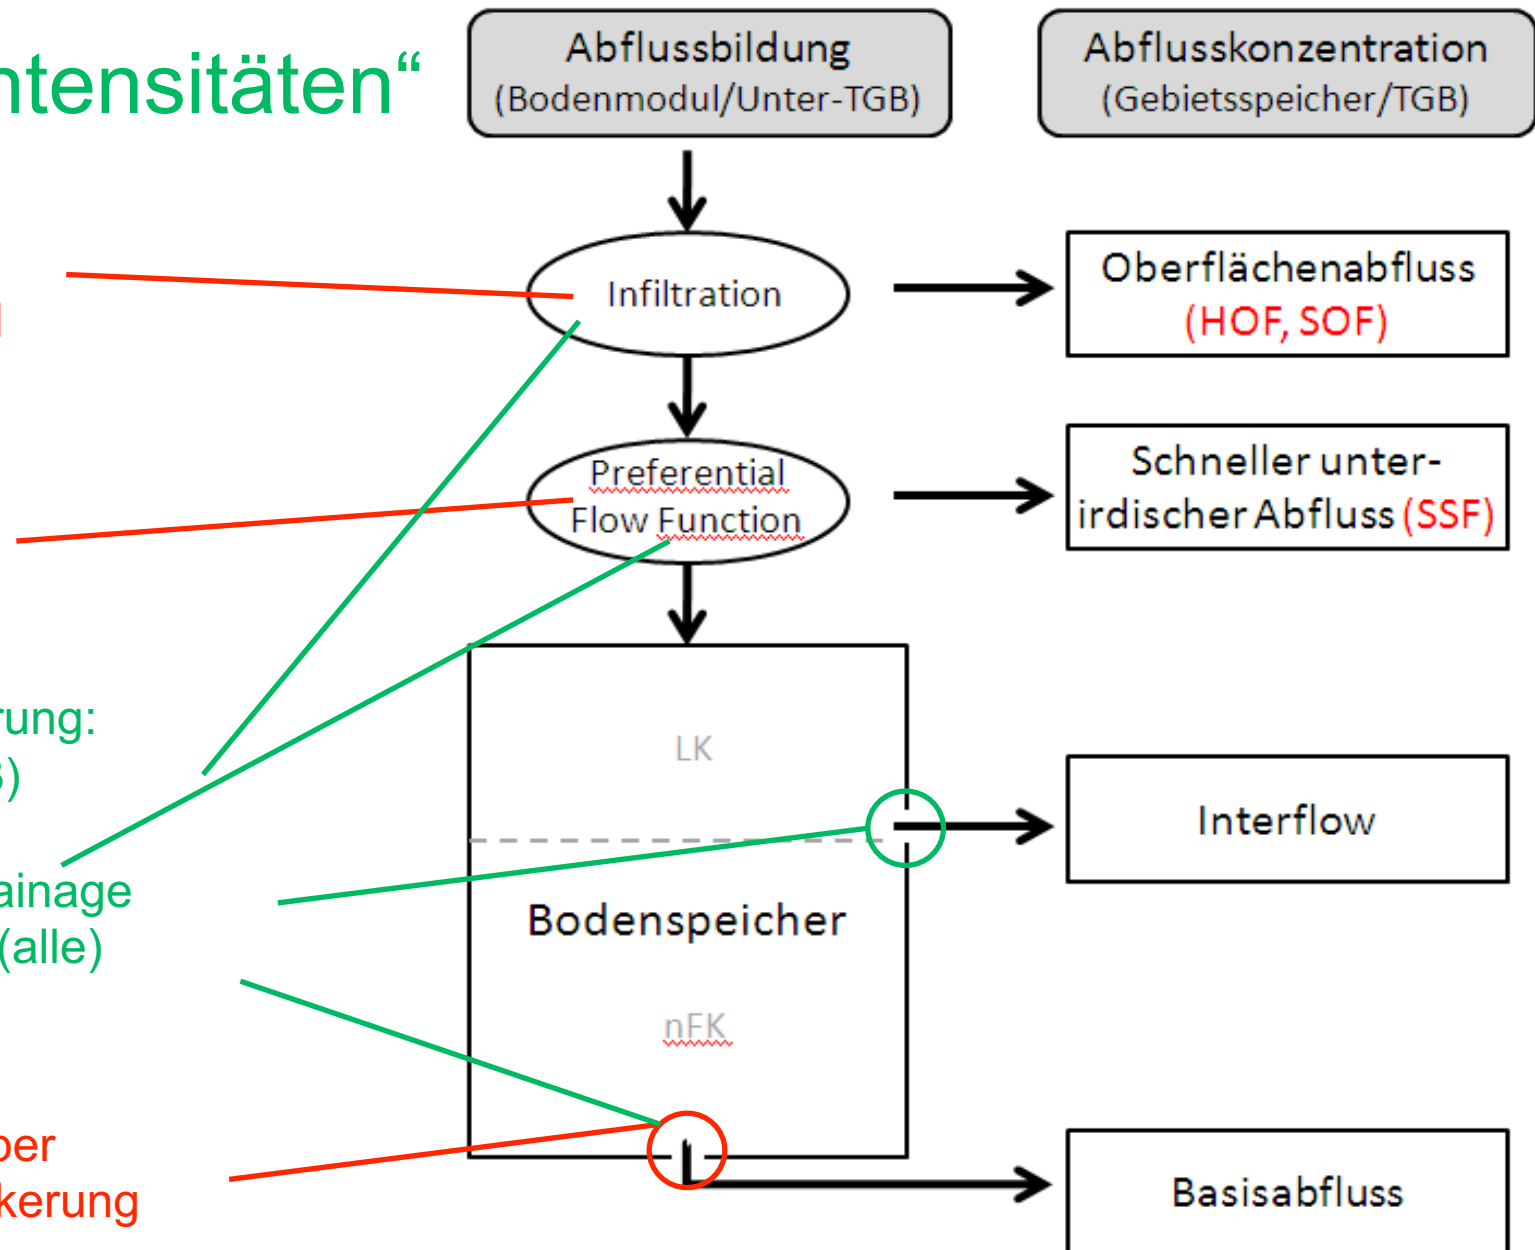 ntensitäten“
Abflussbildung
(Bodenmodul/Unter-TGB)
Abflusskonzentration
(Gebietsspeicher/TGB)
Infiltration
Oberflächenabfluss
(HOF, SOF)
Preferential
Flow Function
Schneller unter-
irdischer Abfluss (SSF)
rung:
)
LK
Interflow
ainage
(alle)
Bodenspeicher
nFK
per
kerung
Basisabfluss